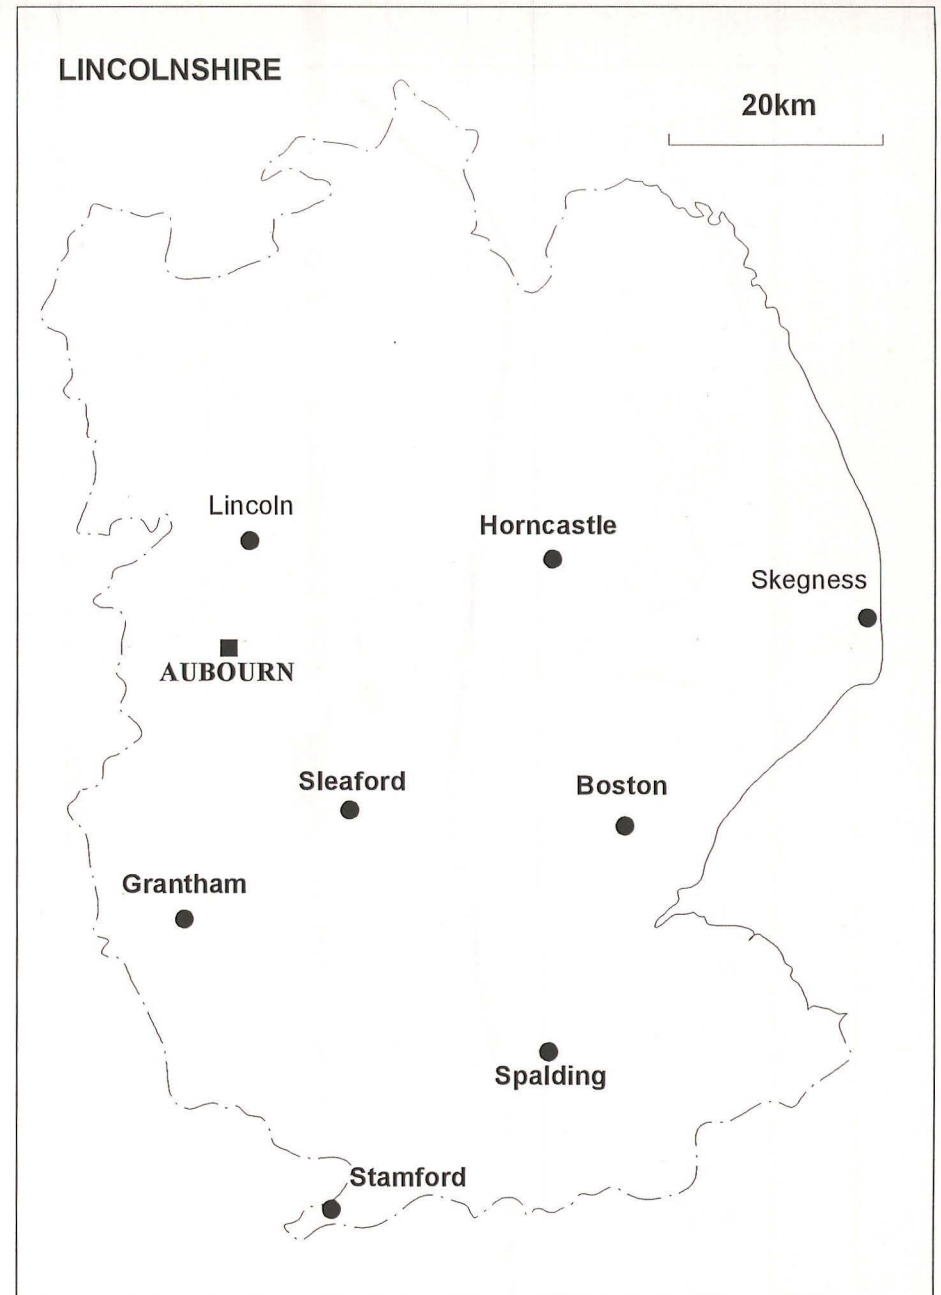 LINCOLNSHIRE
20km
Lincoln
Horncastle
Skegness
AUBOURN
Sleaford
Boston
Grantham
Spalding
Stamford